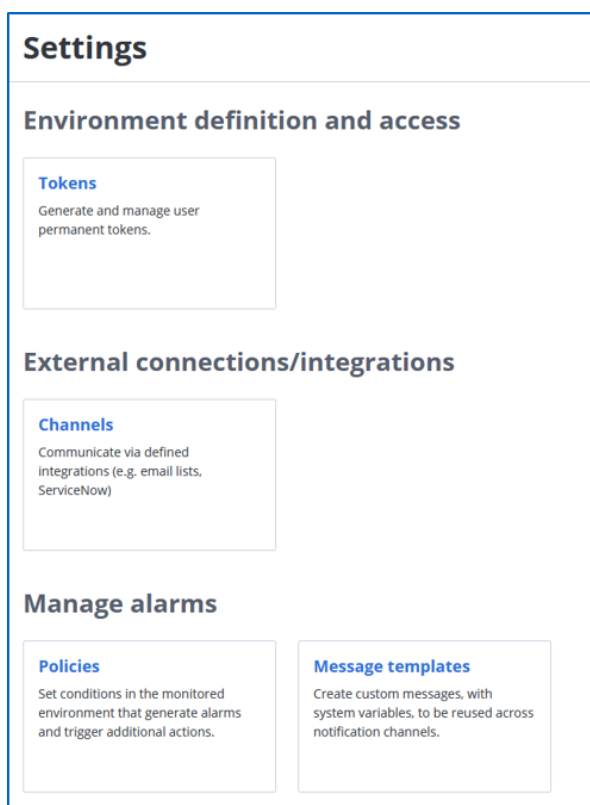 Settings
Environment definition and access
Tokens
Generate and manage user
permanent tokens.
External connections/integrations
Channels
Communicate via defined
integrations (e.g. email lists,
ServiceNow)
Manage alarms
Policies
Set conditions in the monitored
environment that generate alarms
and trigger additional actions.
Message templates
Create custom messages, with
system variables, to be reused across
notification channels.